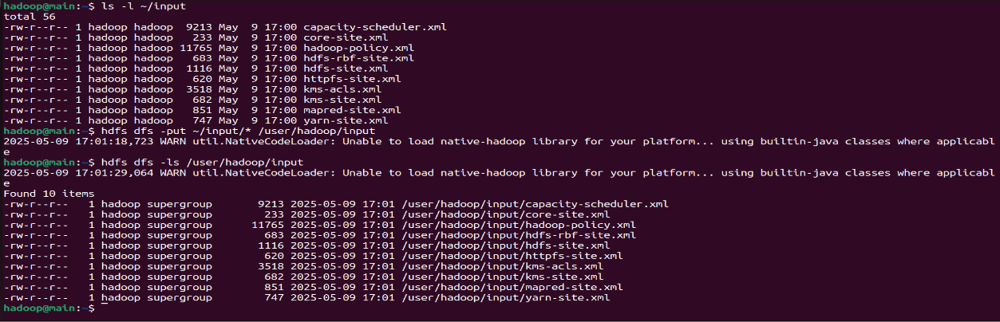 hadoop@main:~$ ls -l ~/input
total 56
-rw-r--r-- 1 hadoop hadoop  9213 May  9 17:00 capacity-scheduler.xml
-rw-r--r-- 1 hadoop hadoop   233 May  9 17:00 core-site.xml
-rw-r--r-- 1 hadoop hadoop 11765 May  9 17:00 hadoop-policy.xml
-rw-r--r-- 1 hadoop hadoop   683 May  9 17:00 hdfs-rbf-site.xml
-rw-r--r-- 1 hadoop hadoop  1116 May  9 17:00 hdfs-site.xml
-rw-r--r-- 1 hadoop hadoop   620 May  9 17:00 httpfs-site.xml
-rw-r--r-- 1 hadoop hadoop  3518 May  9 17:00 kms-acls.xml
-rw-r--r-- 1 hadoop hadoop   682 May  9 17:00 kms-site.xml
-rw-r--r-- 1 hadoop hadoop   851 May  9 17:00 mapred-site.xml
-rw-r--r-- 1 hadoop hadoop   747 May  9 17:00 yarn-site.xml
hadoop@main:~$ hdfs dfs -put ~/input/* /user/hadoop/input
2025-05-09 17:01:18,723 WARN util.NativeCodeLoader: Unable to load native-hadoop library for your platform... using builtin-java classes where applicabl
e
hadoop@main:~$ hdfs dfs -ls /user/hadoop/input
2025-05-09 17:01:29,064 WARN util.NativeCodeLoader: Unable to load native-hadoop library for your platform... using builtin-java classes where applicabl
e
Found 10 items
-rw-r--r--   1 hadoop supergroup       9213 2025-05-09 17:01 /user/hadoop/input/capacity-scheduler.xml
-rw-r--r--   1 hadoop supergroup        233 2025-05-09 17:01 /user/hadoop/input/core-site.xml
-rw-r--r--   1 hadoop supergroup      11765 2025-05-09 17:01 /user/hadoop/input/hadoop-policy.xml
-rw-r--r--   1 hadoop supergroup        683 2025-05-09 17:01 /user/hadoop/input/hdfs-rbf-site.xml
-rw-r--r--   1 hadoop supergroup       1116 2025-05-09 17:01 /user/hadoop/input/hdfs-site.xml
-rw-r--r--   1 hadoop supergroup        620 2025-05-09 17:01 /user/hadoop/input/httpfs-site.xml
-rw-r--r--   1 hadoop supergroup       3518 2025-05-09 17:01 /user/hadoop/input/kms-acls.xml
-rw-r--r--   1 hadoop supergroup        682 2025-05-09 17:01 /user/hadoop/input/kms-site.xml
-rw-r--r--   1 hadoop supergroup        851 2025-05-09 17:01 /user/hadoop/input/mapred-site.xml
-rw-r--r--   1 hadoop supergroup        747 2025-05-09 17:01 /user/hadoop/input/yarn-site.xml
hadoop@main:~$